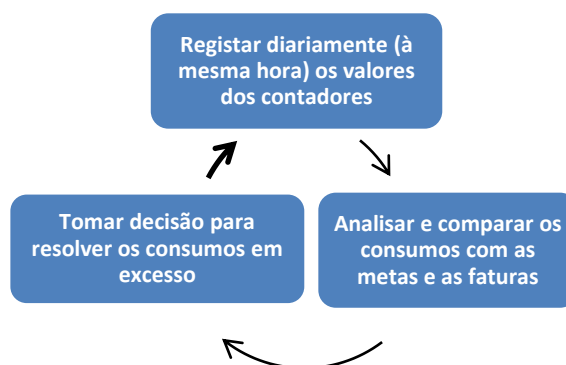 Registar diariamente (à
mesma hora) os valores
dos contadores
Tomar decisão para
resolver os consumos em
excesso
Analisar e comparar os
consumos com as
metas e as faturas